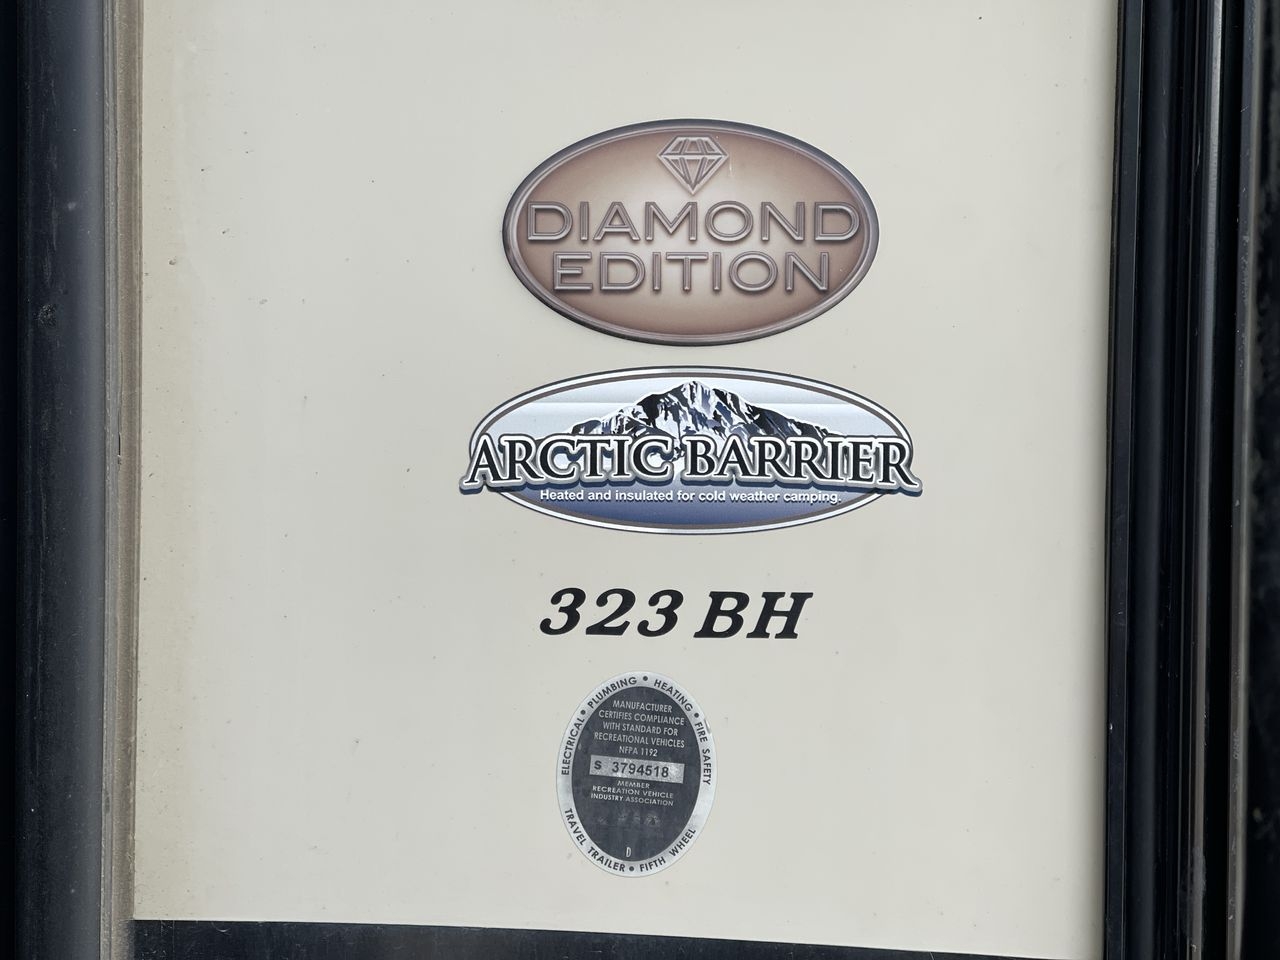 DIAMOND
EDITION
ARCTIC BARRIER
Heated and insulated for cold weather camping.
323 BH
ELECTRICAL • PLUMBING • HEATING • FIRE SAFETY
MANUFACTURER
CERTIFIES COMPLIANCE
WITH STANDARD FOR
RECREATIONAL VEHICLES
NFPA 1192
S 3794518
MEMBER
RECREATION VEHICLE
INDUSTRY ASSOCIATION
D
TRAVEL TRAILER • FIFTH WHEEL